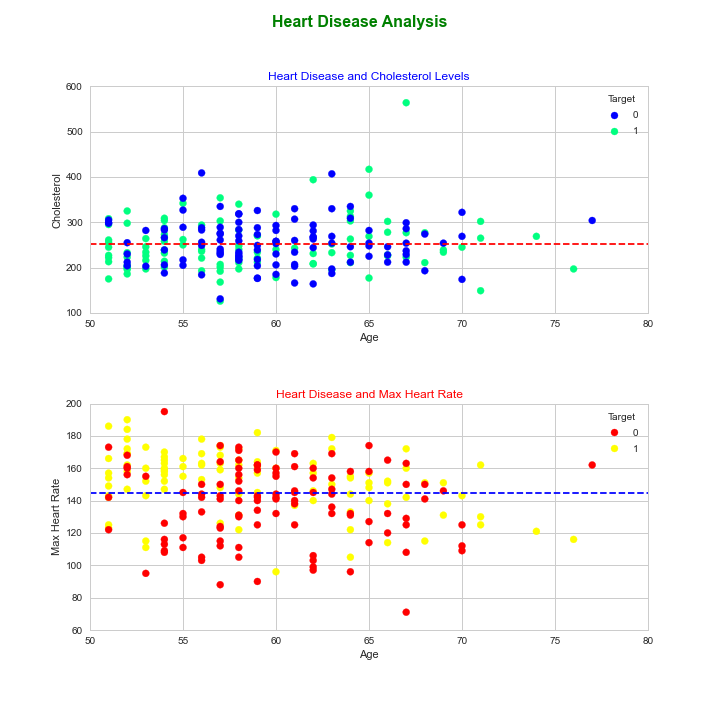 Heart Disease Analysis
Heart Disease and Cholesterol Levels
600
500
400
300
200
100
Cholesterol
Target
0
1
50 55 60 65 70 75 80
Age
Heart Disease and Max Heart Rate
200
180
160
140
120
100
80
60
Max Heart Rate
Target
0
1
50 55 60 65 70 75 80
Age